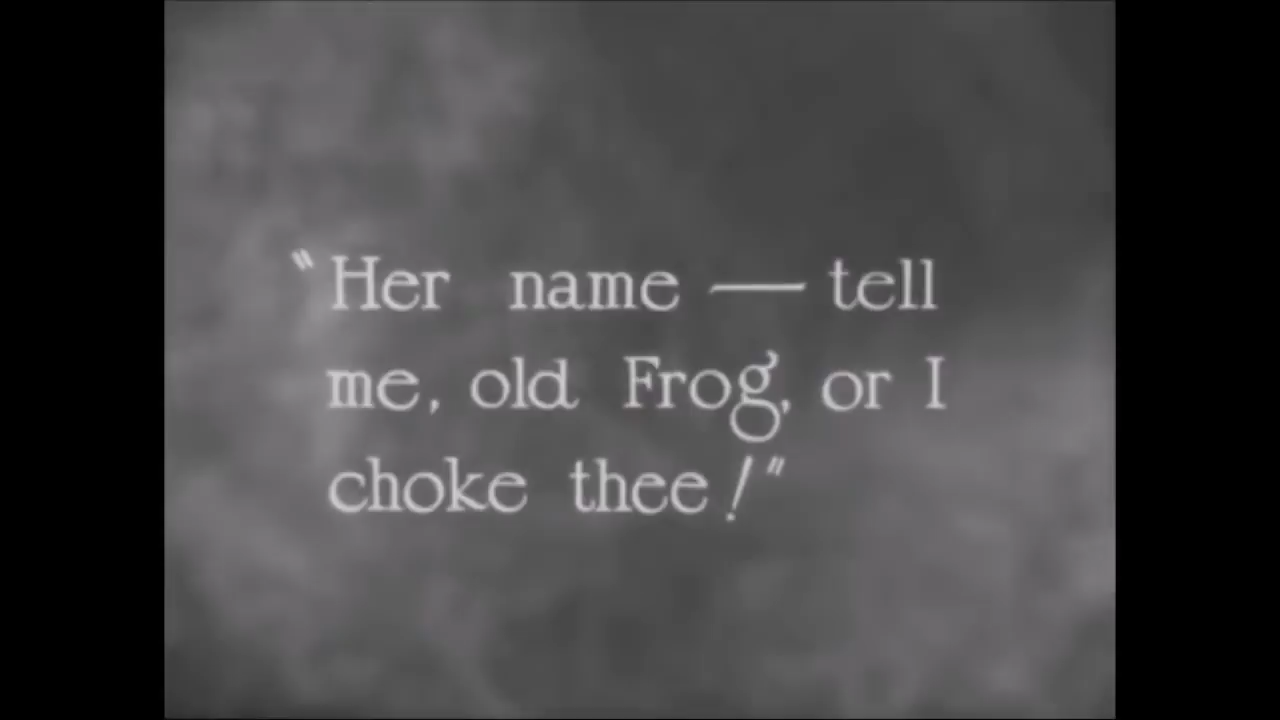 "Her name — tell
me, old Frog, or I
choke thee!"